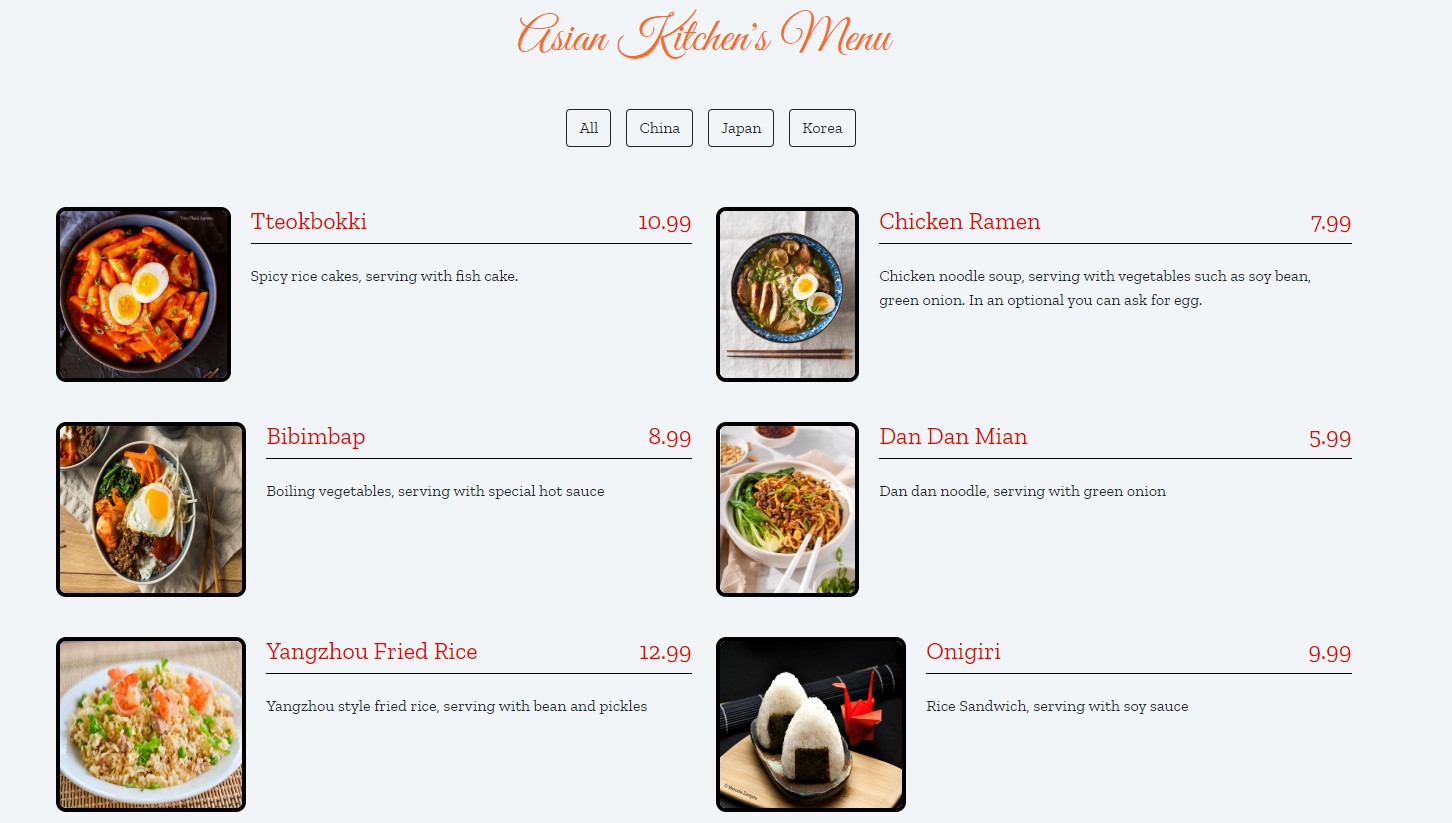 Asian Kitchen's Menu
All
China
Japan
Korea
Tteokbokki 10.99
Spicy rice cakes, serving with fish cake.
Chicken Ramen 7.99
Chicken noodle soup, serving with vegetables such as soy bean,
green onion. In an optional you can ask for egg.
Bibimbap 8.99
Boiling vegetables, serving with special hot sauce
Dan Dan Mian 5.99
Dan dan noodle, serving with green onion
Yangzhou Fried Rice 12.99
Yangzhou style fried rice, serving with bean and pickles
Onigiri 9.99
Rice Sandwich, serving with soy sauce